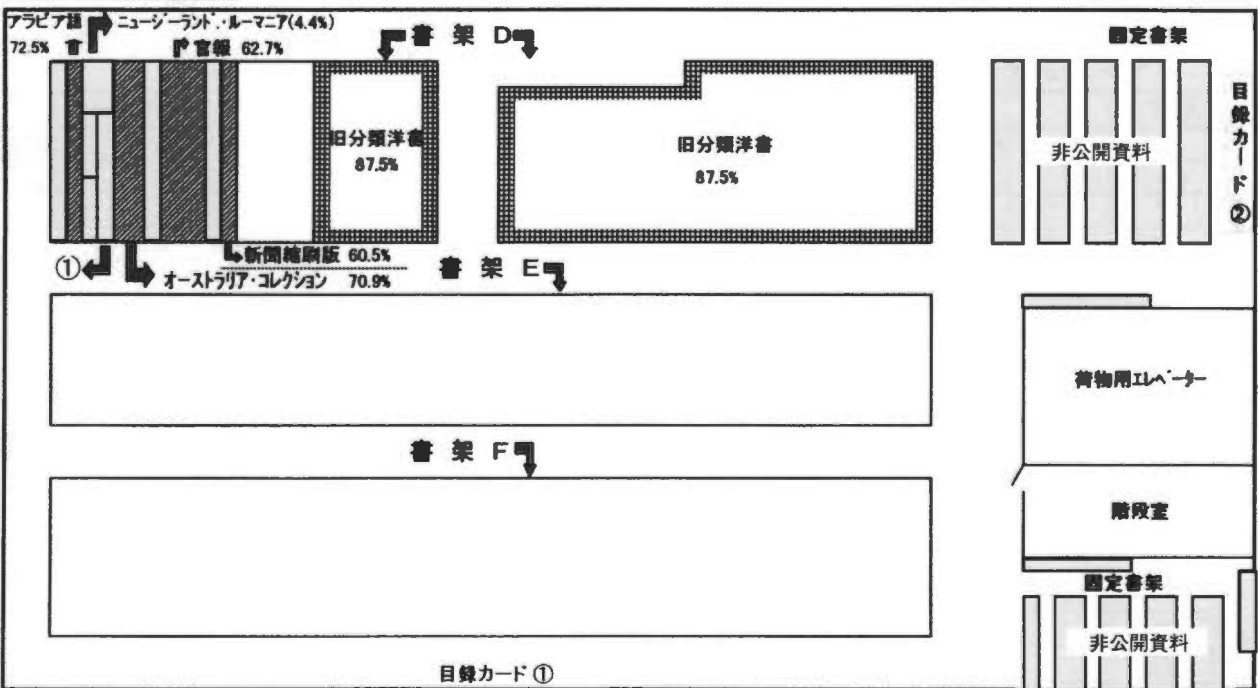 アラビア語
72.5%
ニュージーランド・ルーマニア(4.4%)
官報 62.7%
書架 D
固定書架
目録カード②
旧分類洋書
87.5%
旧分類洋書
87.5%
非公開資料
新聞縮刷版 60.5%
①
オーストラリア・コレクション 70.9%
書架 E
荷物用エレベーター
書架 F
階段室
固定書架
非公開資料
目録カード①